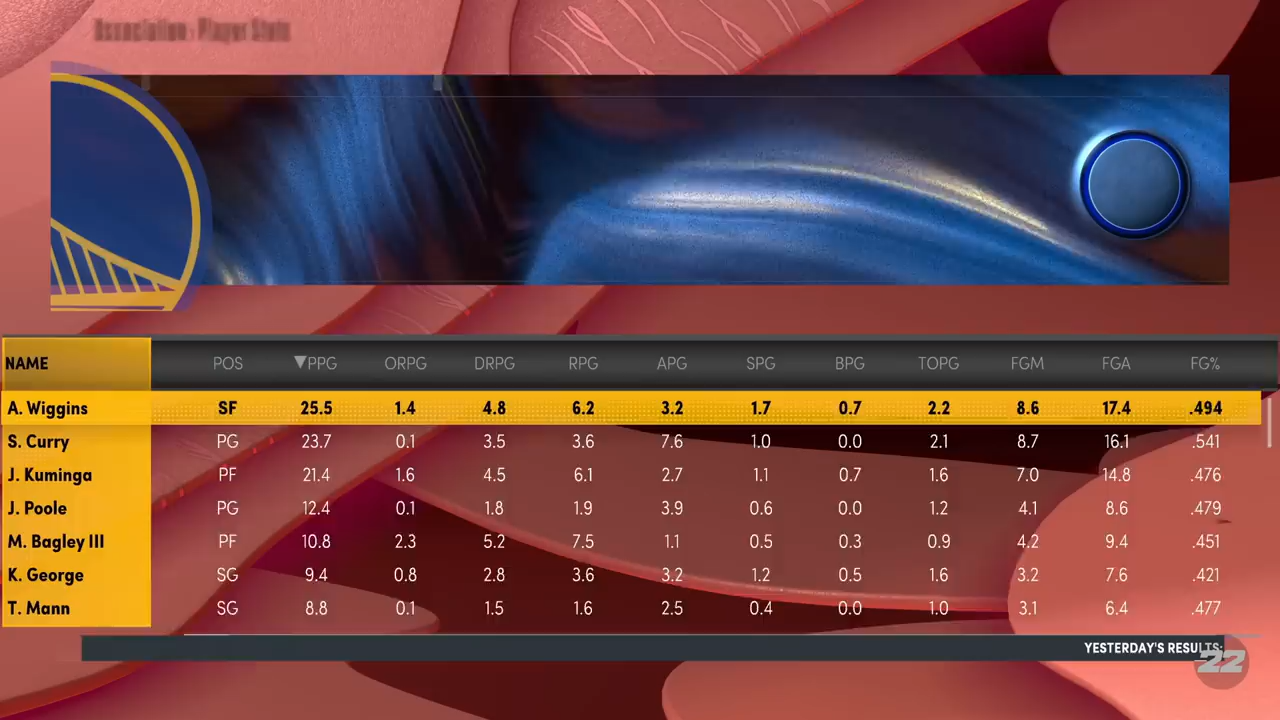 Association - Player Stats
NAME POS ▼PPG ORPG DRPG RPG APG SPG BPG TOPG FGM FGA FG%
A. Wiggins SF 25.5 1.4 4.8 6.2 3.2 1.7 0.7 2.2 8.6 17.4 .494
S. Curry PG 23.7 0.1 3.5 3.6 7.6 1.0 0.0 2.1 8.7 16.1 .541
J. Kuminga PF 21.4 1.6 4.5 6.1 2.7 1.1 0.7 1.6 7.0 14.8 .476
J. Poole PG 12.4 0.1 1.8 1.9 3.9 0.6 0.0 1.2 4.1 8.6 .479
M. Bagley III PF 10.8 2.3 5.2 7.5 1.1 0.5 0.3 0.9 4.2 9.4 .451
K. George SG 9.4 0.8 2.8 3.6 3.2 1.2 0.5 1.6 3.2 7.6 .421
T. Mann SG 8.8 0.1 1.5 1.6 2.5 0.4 0.0 1.0 3.1 6.4 .477
YESTERDAY'S RESULTS:
22